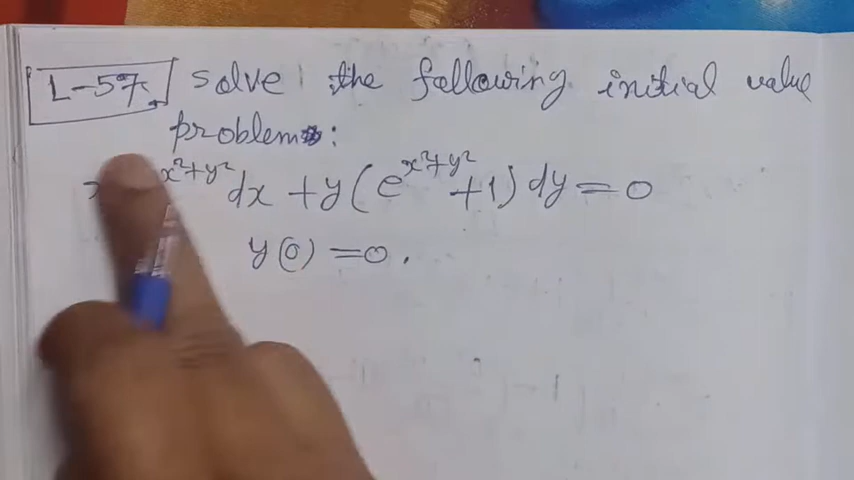 L-57. solve the following initial value
problem:
x x²+y² dx + y(e^x²+y² +1) dy = 0
y(0) = 0.